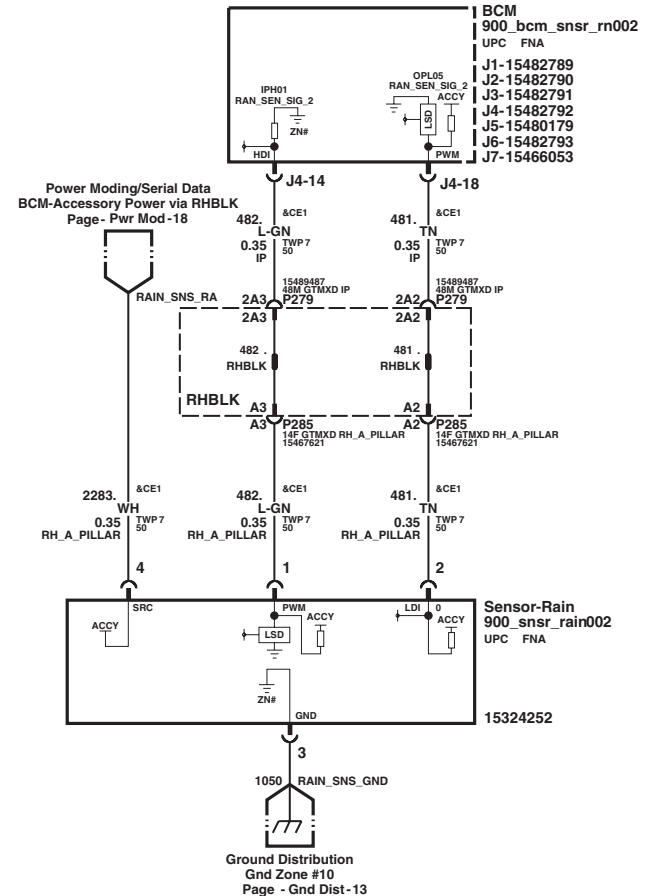 BCM
900_bcm_snsr_rn002
UPC FNA
J1-15482789
J2-15482790
J3-15482791
J4-15482792
J5-15480179
J6-15482793
J7-15466053
IPH01
RAN_SEN_SIG_2
ZN#
HDI
OPL05
RAN_SEN_SIG_2
ACCY
LSD
PWM
J4-14
J4-18
Power Moding/Serial Data
BCM-Accessory Power via RHBLK
Page - Pwr Mod-18
RAIN_SNS_RA
482.
&CE1
L-GN
0.35
TWP 7
50
IP
481.
&CE1
TN
0.35
TWP 7
50
IP
15489487
48M GTMXD IP
2A3
P279
2A3
15489487
48M GTMXD IP
2A2
P279
2A2
482 .
RHBLK
481 .
RHBLK
RHBLK
A3
A2
A3
P285
14F GTMXD RH_A_PILLAR
15467621
A2
P285
14F GTMXD RH_A_PILLAR
15467621
2283.
&CE1
WH
0.35
TWP 7
50
RH_A_PILLAR
482.
&CE1
L-GN
0.35
TWP 7
50
RH_A_PILLAR
481.
&CE1
TN
0.35
TWP 7
50
RH_A_PILLAR
4
1
2
SRC
ACCY
PWM
ACCY
LSD
LDI 0
ACCY
ZN#
GND
Sensor-Rain
900_snsr_rain002
UPC FNA
15324252
3
1050
RAIN_SNS_GND
Ground Distribution
Gnd Zone #10
Page - Gnd Dist-13